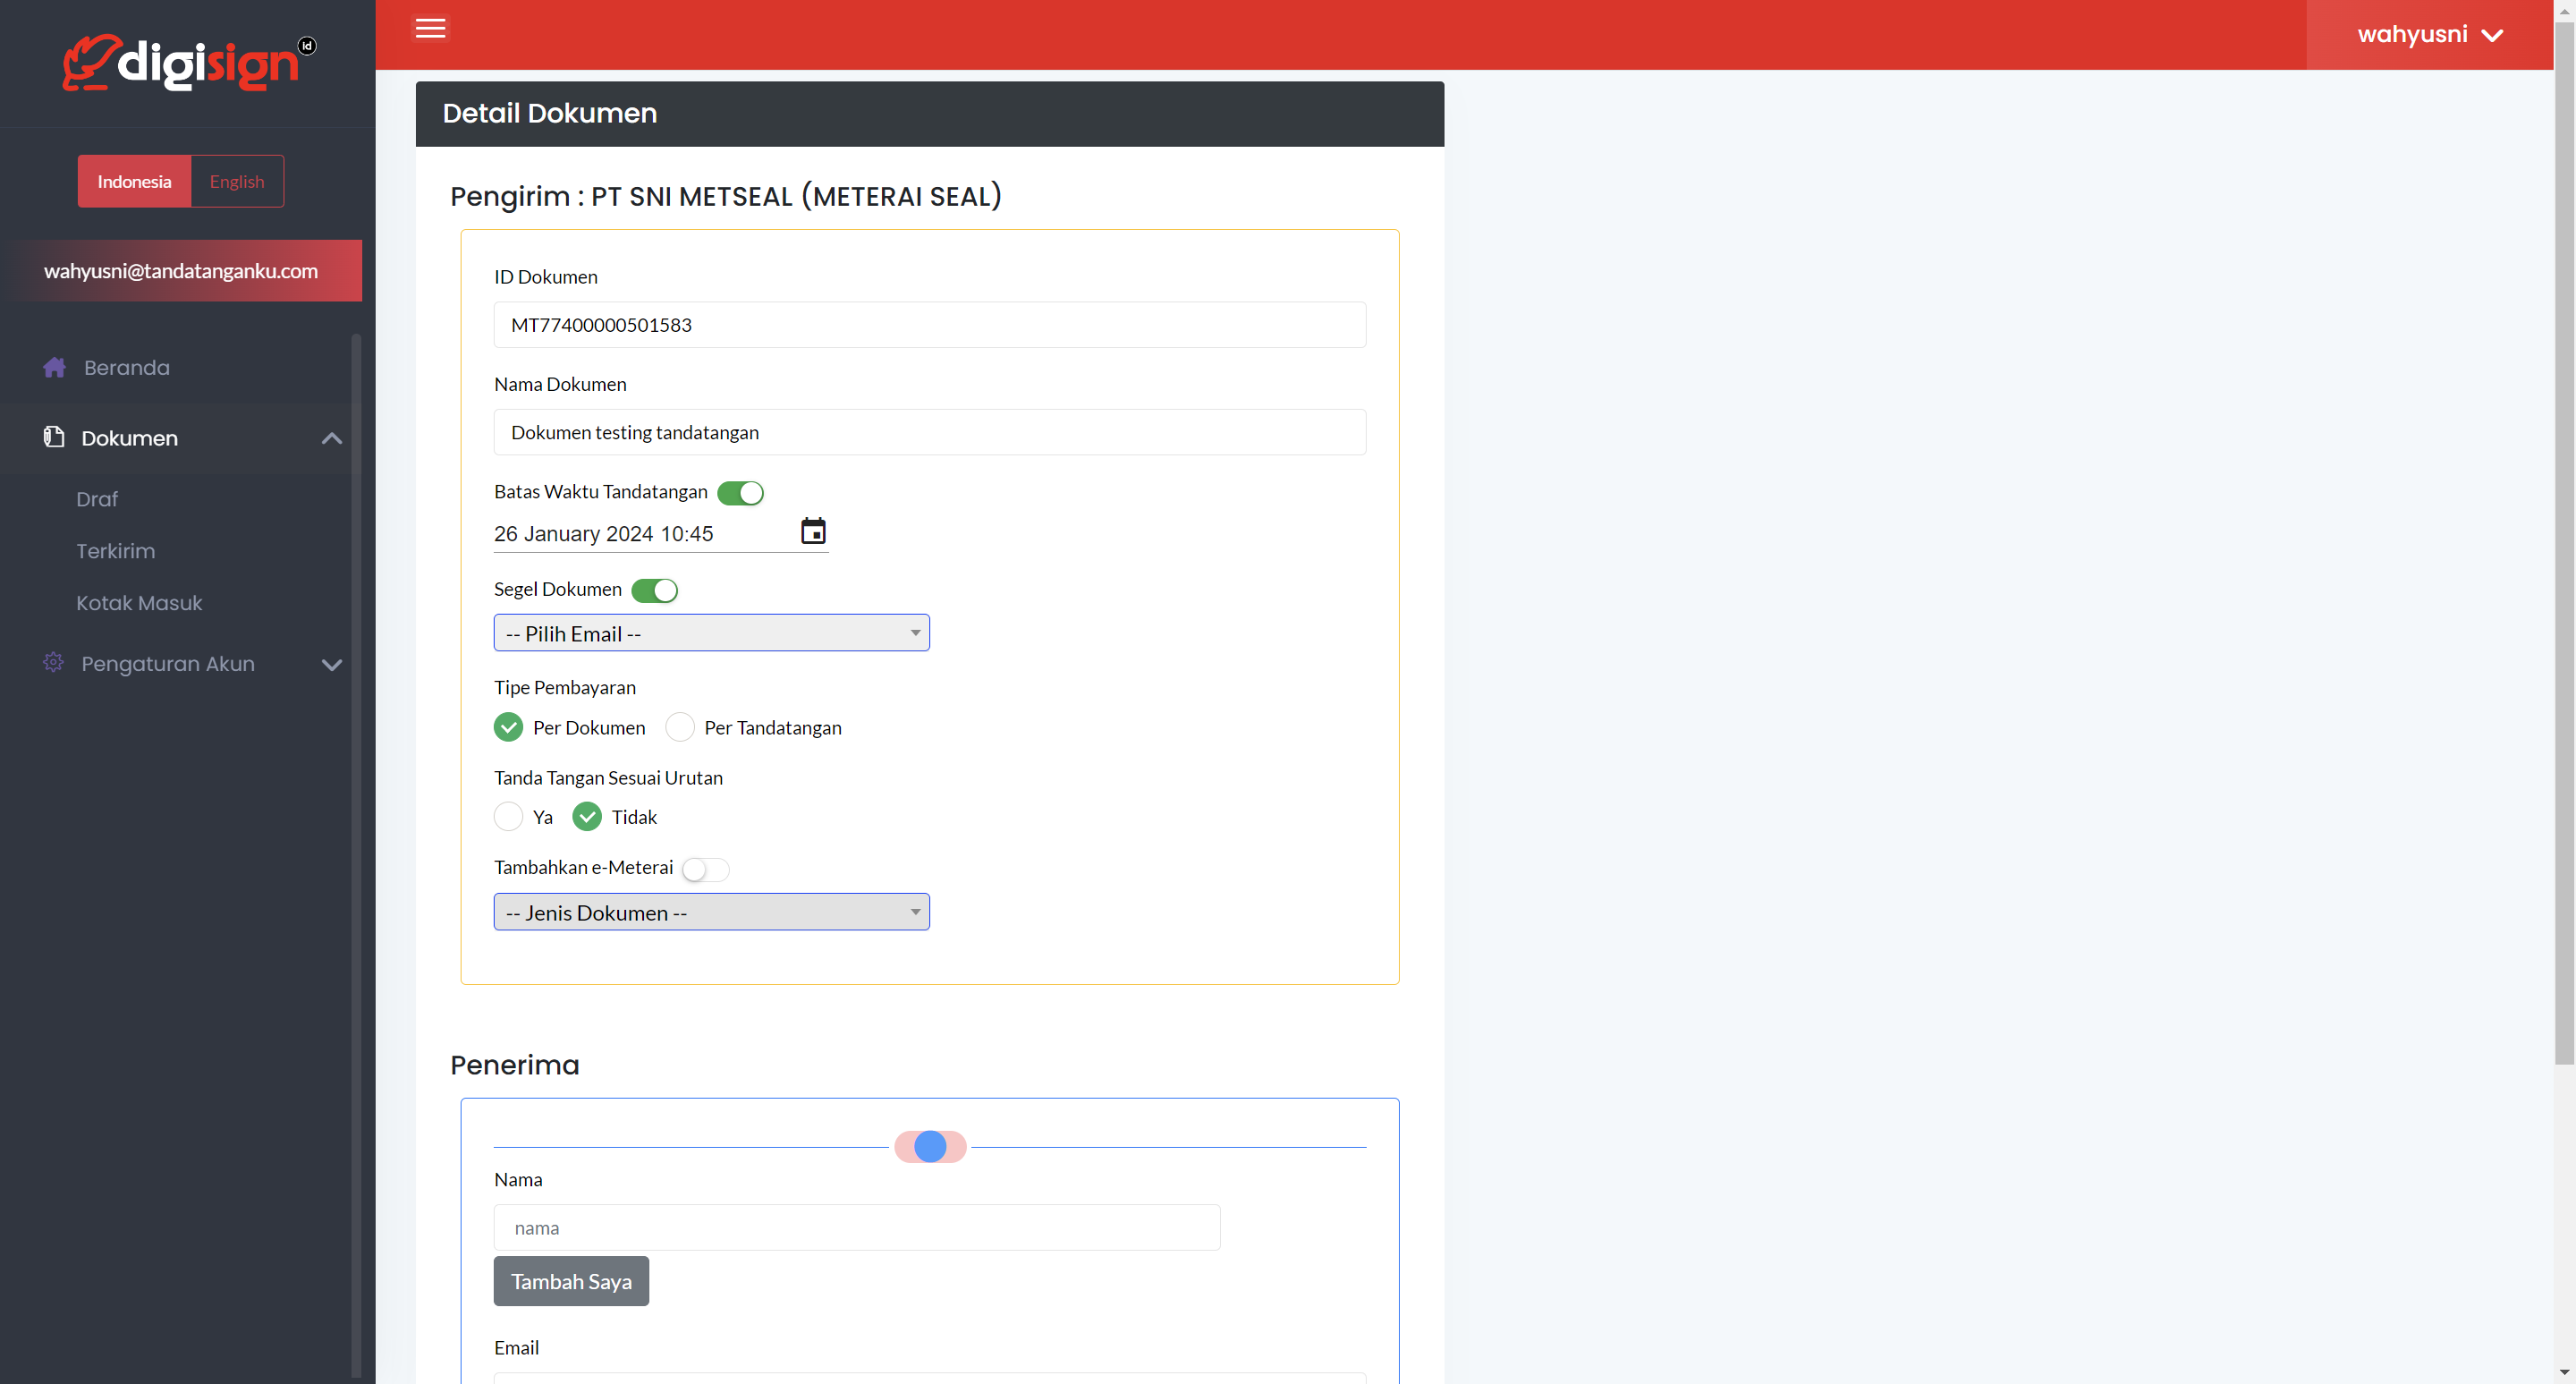 digisign id
Indonesia English
wahyusni@tandatanganku.com
Beranda
Dokumen
Draf
Terkirim
Kotak Masuk
Pengaturan Akun
wahyusni
Detail Dokumen
Pengirim : PT SNI METSEAL (METERAI SEAL)
ID Dokumen
MT77400000501583
Nama Dokumen
Dokumen testing tandatangan
Batas Waktu Tandatangan
26 January 2024 10:45
Segel Dokumen
-- Pilih Email --
Tipe Pembayaran
Per Dokumen Per Tandatangan
Tanda Tangan Sesuai Urutan
Ya Tidak
Tambahkan e-Meterai
-- Jenis Dokumen --
Penerima
Nama
nama
Tambah Saya
Email